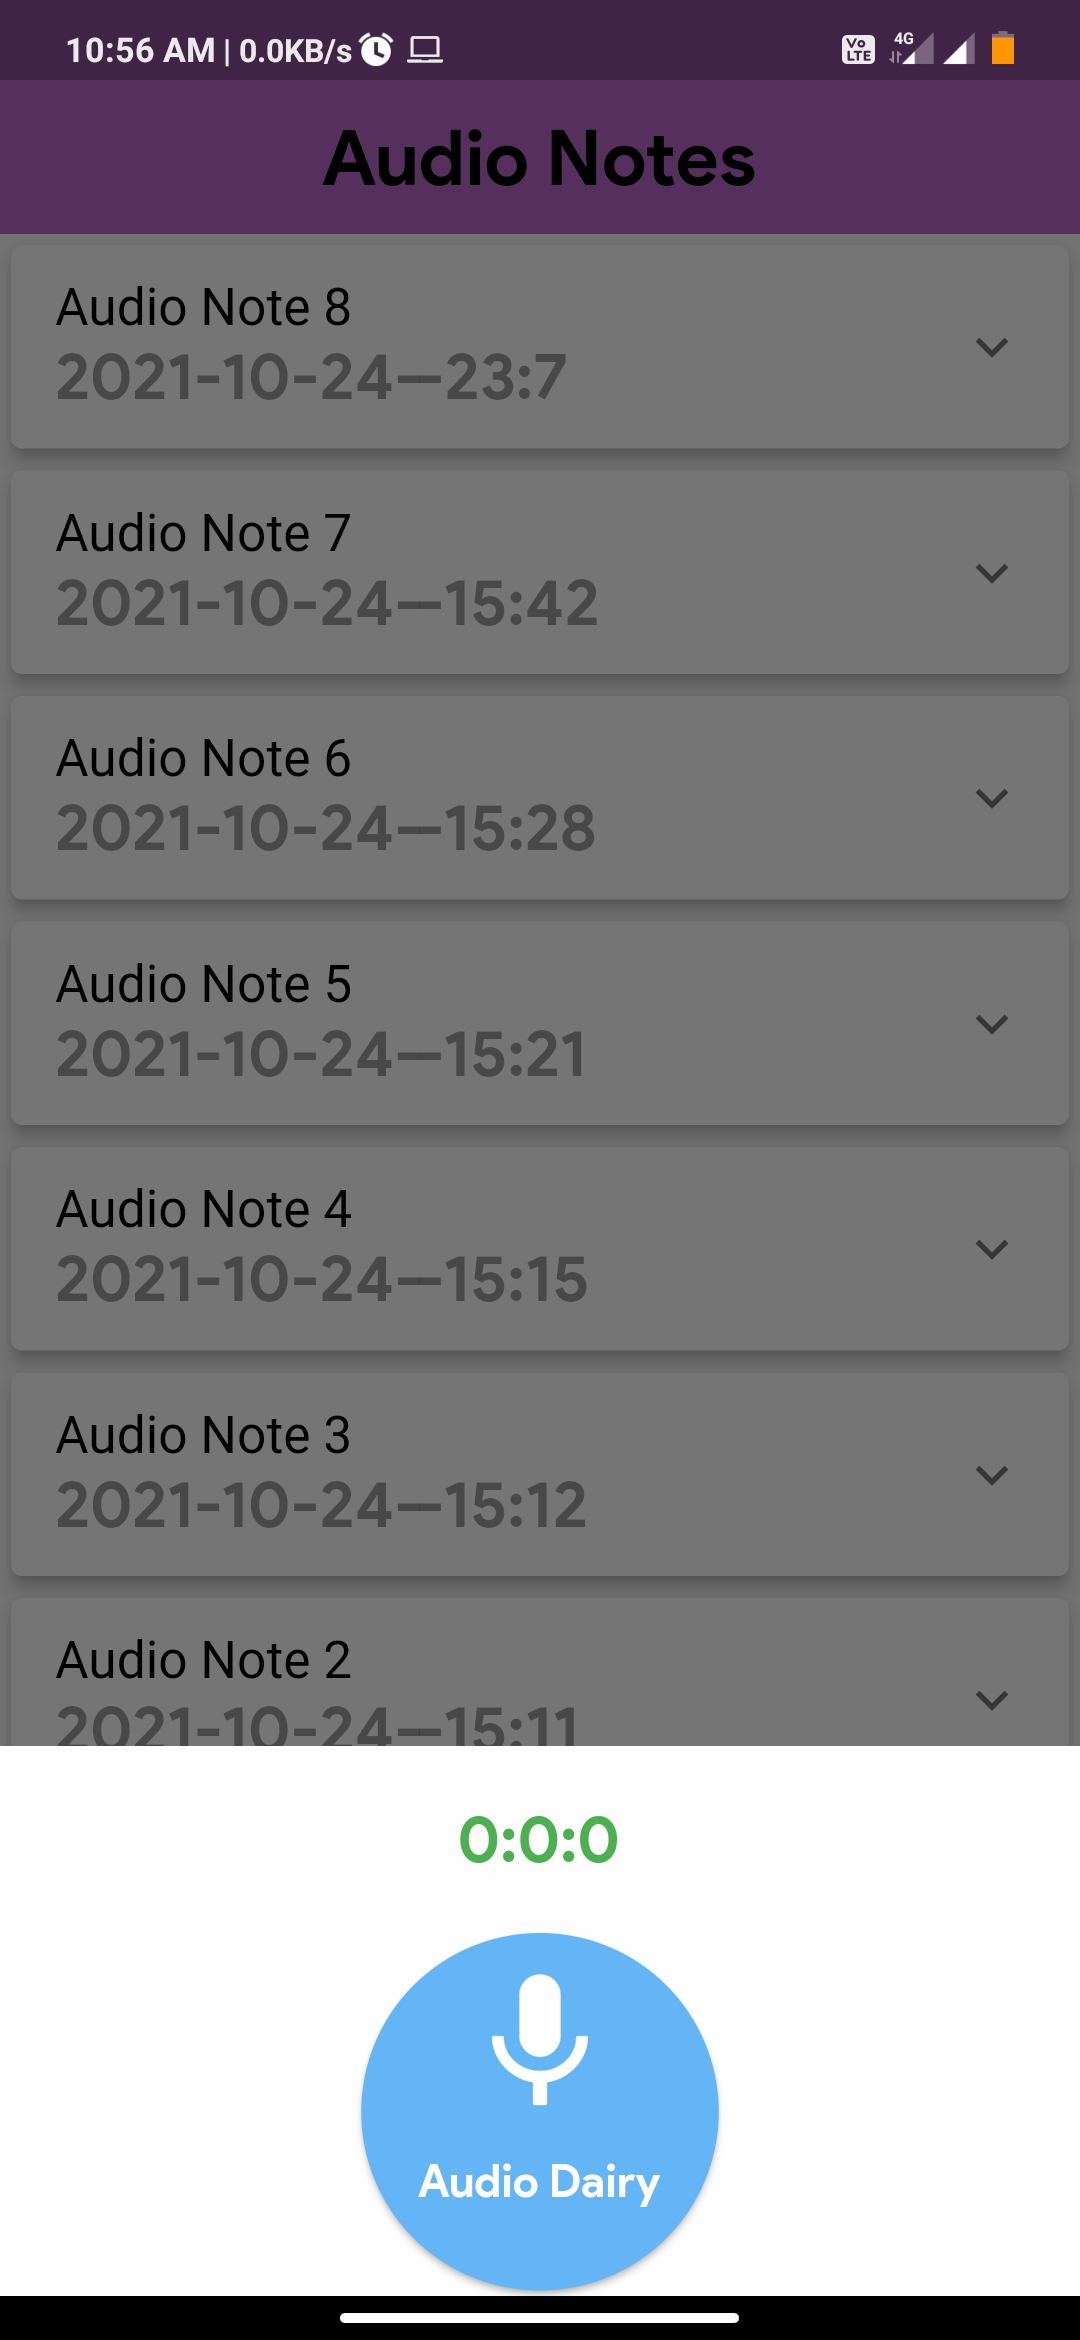 10:56 AM | 0.0KB/s
Vo LTE 4G
Audio Notes
Audio Note 8
2021-10-24—23:7
Audio Note 7
2021-10-24—15:42
Audio Note 6
2021-10-24—15:28
Audio Note 5
2021-10-24—15:21
Audio Note 4
2021-10-24—15:15
Audio Note 3
2021-10-24—15:12
Audio Note 2
2021-10-24—15:11
0:0:0
Audio Dairy